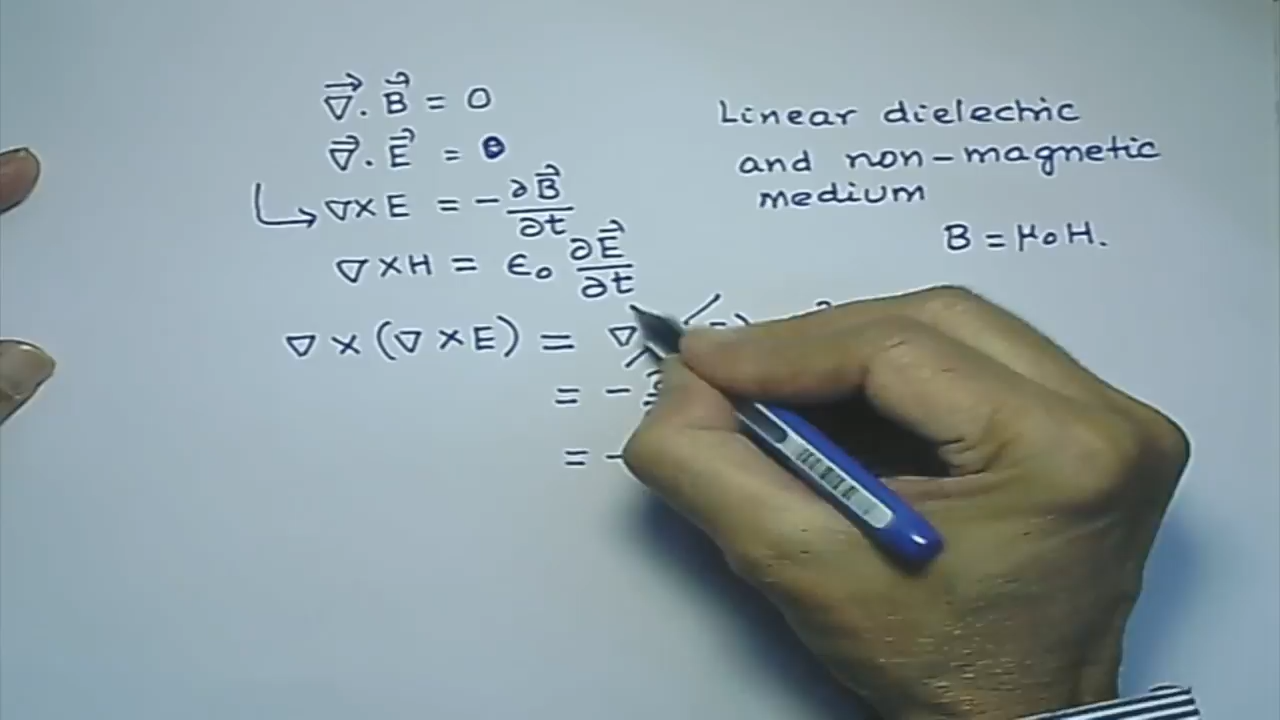 ∇⃗ . B⃗ = 0
∇⃗ . E⃗ = 0
∇ × E = - ∂B⃗/∂t
∇ × H = ϵ₀ ∂E⃗/∂t
∇ × (∇ × E) = ∇
= -
= -
Linear dielectric
and non-magnetic
medium
B = μ₀H.